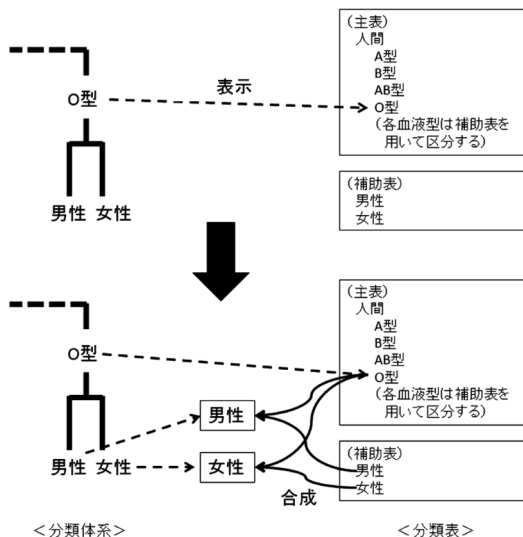 O型
男性 女性
表示
(主表)
人間
A型
B型
AB型
O型
(各血液型は補助表を
用いて区分する)
(補助表)
男性
女性
O型
男性 女性
男性
女性
合成
(主表)
人間
A型
B型
AB型
O型
(各血液型は補助表を
用いて区分する)
(補助表)
男性
女性
<分類体系>
<分類表>